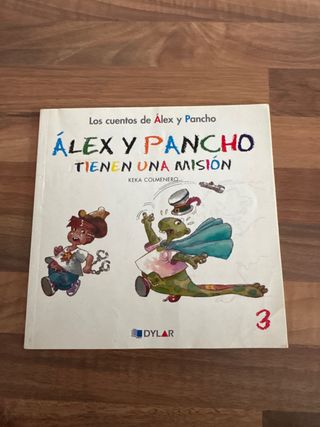 Los cuentos de Álex y Pancho
ÁLEX Y PANCHO
TIENEN UNA MISIÓN
KEKA COLMENERO
DYLAR
3